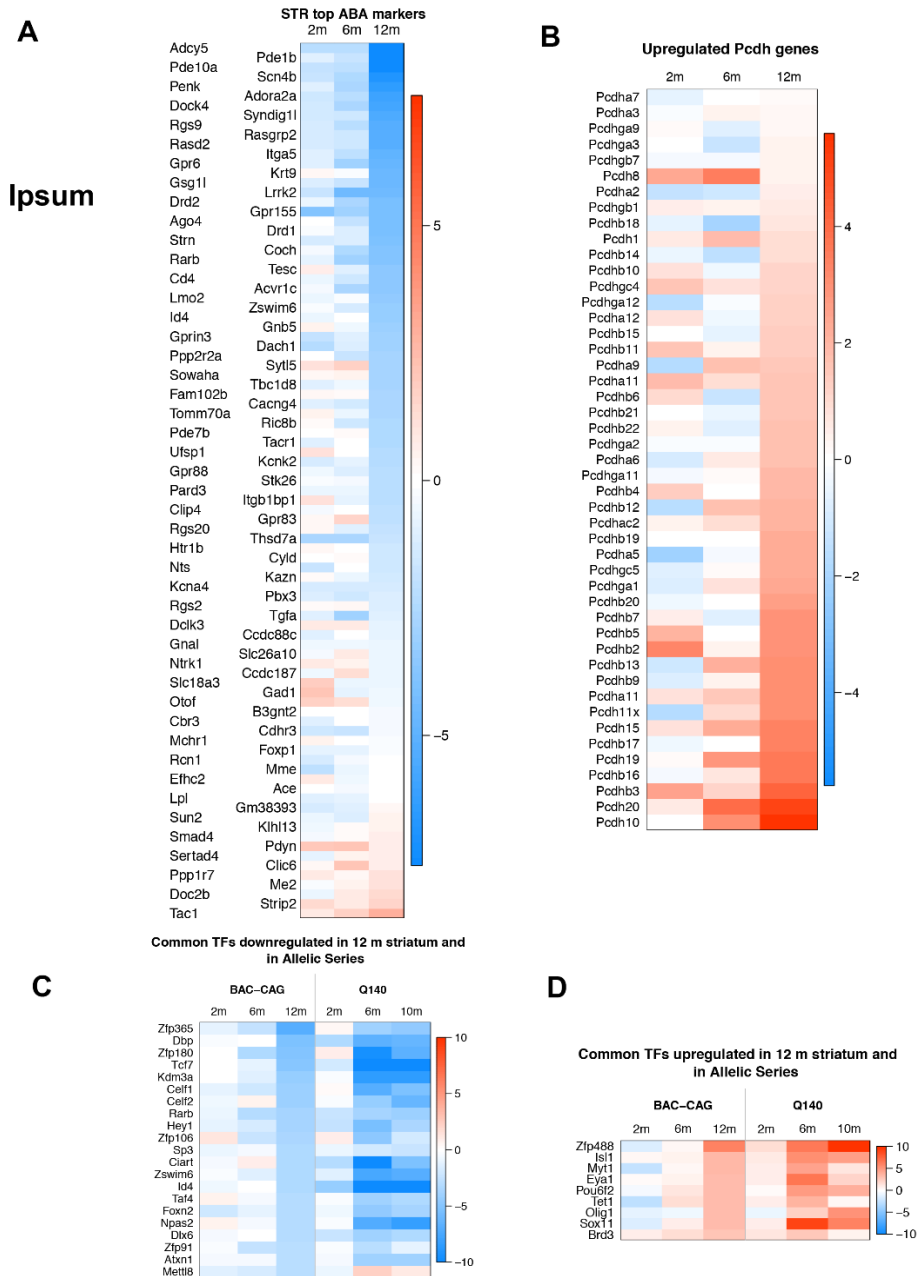 A
STR top ABA markers
2m 6m 12m
Adcy5
Pde1b
Pde10a
Scn4b
Penk
Adora2a
Dock4
Syndig1l
Rgs9
Rasgrp2
Rasd2
Itga5
Gpr6
Krt9
Gsg1l
Lrrk2
Drd2
Gpr155
Ago4
Drd1
Strn
Coch
Rarb
Tesc
Cd4
Acvr1c
Lmo2
Zswim6
Id4
Gnb5
Gprin3
Dach1
Ppp2r2a
Sytl5
Sowaha
Tbc1d8
Fam102b
Cacng4
Tomm70a
Ric8b
Pde7b
Tacr1
Ufsp1
Kcnk2
Gpr88
Stk26
Pard3
Itgb1bp1
Clip4
Gpr83
Rgs20
Thsd7a
Htr1b
Cyld
Nts
Kazn
Kcna4
Pbx3
Rgs2
Tgfa
Dclk3
Ccdc88c
Gnal
Slc26a10
Ntrk1
Ccdc187
Slc18a3
Gad1
Otof
B3gnt2
Cbr3
Cdhr3
Mchr1
Foxp1
Rcn1
Mme
Efhc2
Ace
Lpl
Gm38393
Sun2
Klhl13
Smad4
Pdyn
Sertad4
Clic6
Ppp1r7
Me2
Doc2b
Strip2
Tac1
5
0
−5
Ipsum
B
Upregulated Pcdh genes
2m 6m 12m
Pcdha7
Pcdha3
Pcdhga9
Pcdhga3
Pcdhgb7
Pcdh8
Pcdha2
Pcdhgb1
Pcdhb18
Pcdh1
Pcdhb14
Pcdhb10
Pcdhgc4
Pcdhga12
Pcdha12
Pcdhb15
Pcdhb11
Pcdha9
Pcdha11
Pcdhb6
Pcdhb21
Pcdhb22
Pcdhga2
Pcdha6
Pcdhga11
Pcdhb4
Pcdhb12
Pcdhac2
Pcdhb19
Pcdha5
Pcdhgc5
Pcdhga1
Pcdhb20
Pcdhb7
Pcdhb5
Pcdhb2
Pcdhb13
Pcdhb9
Pcdha11
Pcdh11x
Pcdh15
Pcdhb17
Pcdh19
Pcdhb16
Pcdhb3
Pcdh20
Pcdh10
4
2
0
−2
−4
C
Common TFs downregulated in 12 m striatum and
in Allelic Series
BAC−CAG Q140
2m 6m 12m 2m 6m 10m
Zfp365
Dbp
Zfp180
Tcf7
Kdm3a
Celf1
Celf2
Rarb
Hey1
Zfp106
Sp3
Ciart
Zswim6
Id4
Taf4
Foxn2
Npas2
Dlx6
Zfp91
Atxn1
Mettl8
10
5
0
−5
−10
D
Common TFs upregulated in 12 m striatum and
in Allelic Series
BAC−CAG Q140
2m 6m 12m 2m 6m 10m
Zfp488
Isl1
Myt1
Eya1
Pou6f2
Tet1
Olig1
Sox11
Brd3
10
5
0
−5
−10